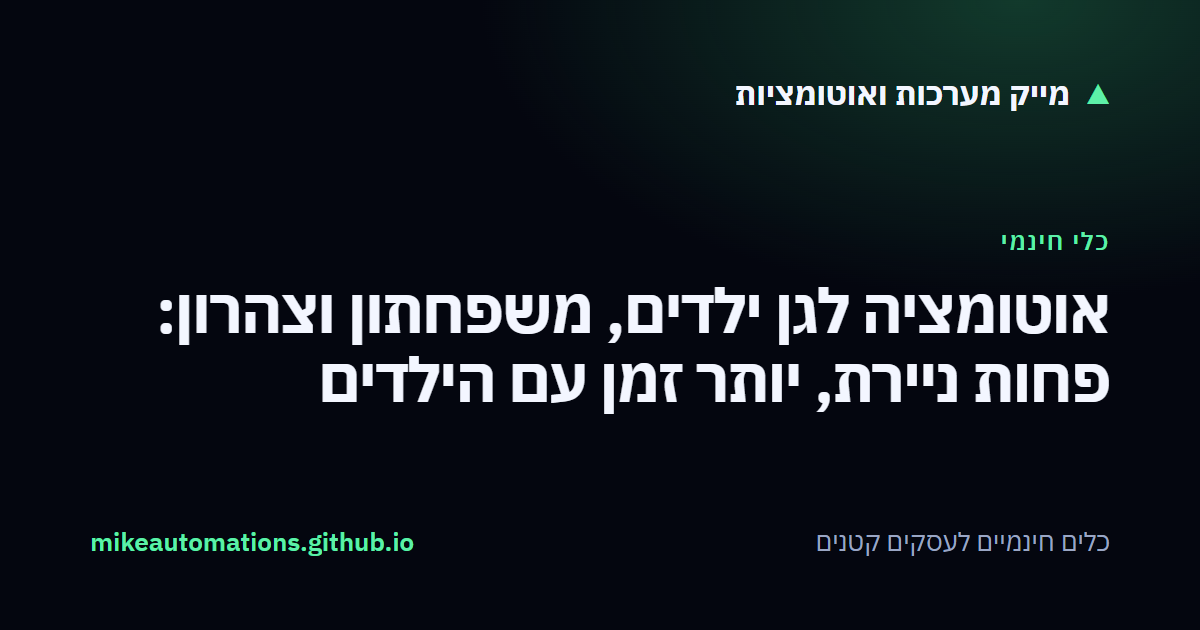 מייק מערכות ואוטומציות
כלי חינמי
אוטומציה לגן ילדים, משפחתון וצהרון:
פחות ניירת, יותר זמן עם הילדים
כלים חינמיים לעסקים קטנים
mikeautomations.github.io